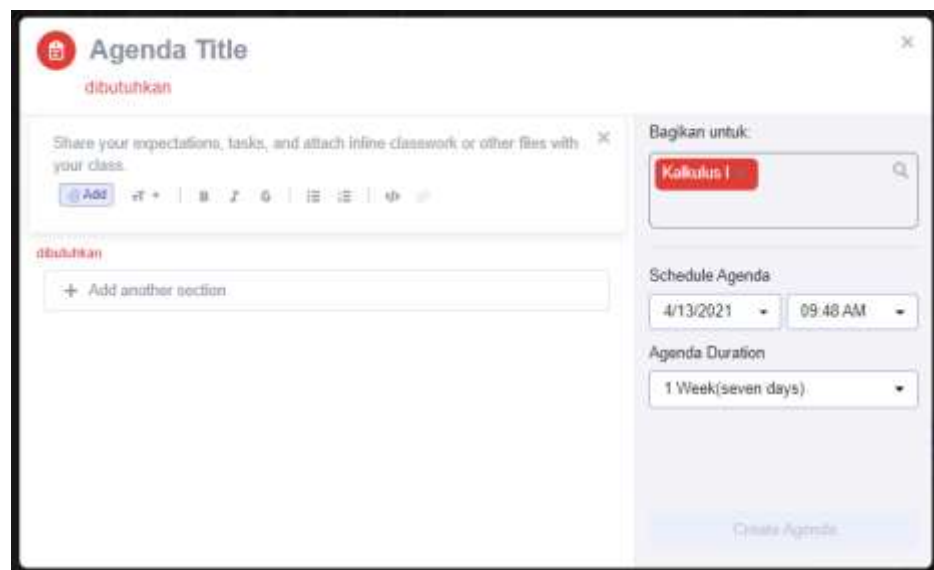 Agenda Title
dibutuhkan
Share your expectations, tasks, and attach inline classwork or other files with
your class.
Add
B I G
dibutuhkan
+ Add another section
Bagikan untuk:
Kalkulus I
Schedule Agenda
4/13/2021 09:48 AM
Agenda Duration
1 Week(seven days)
Create Agenda